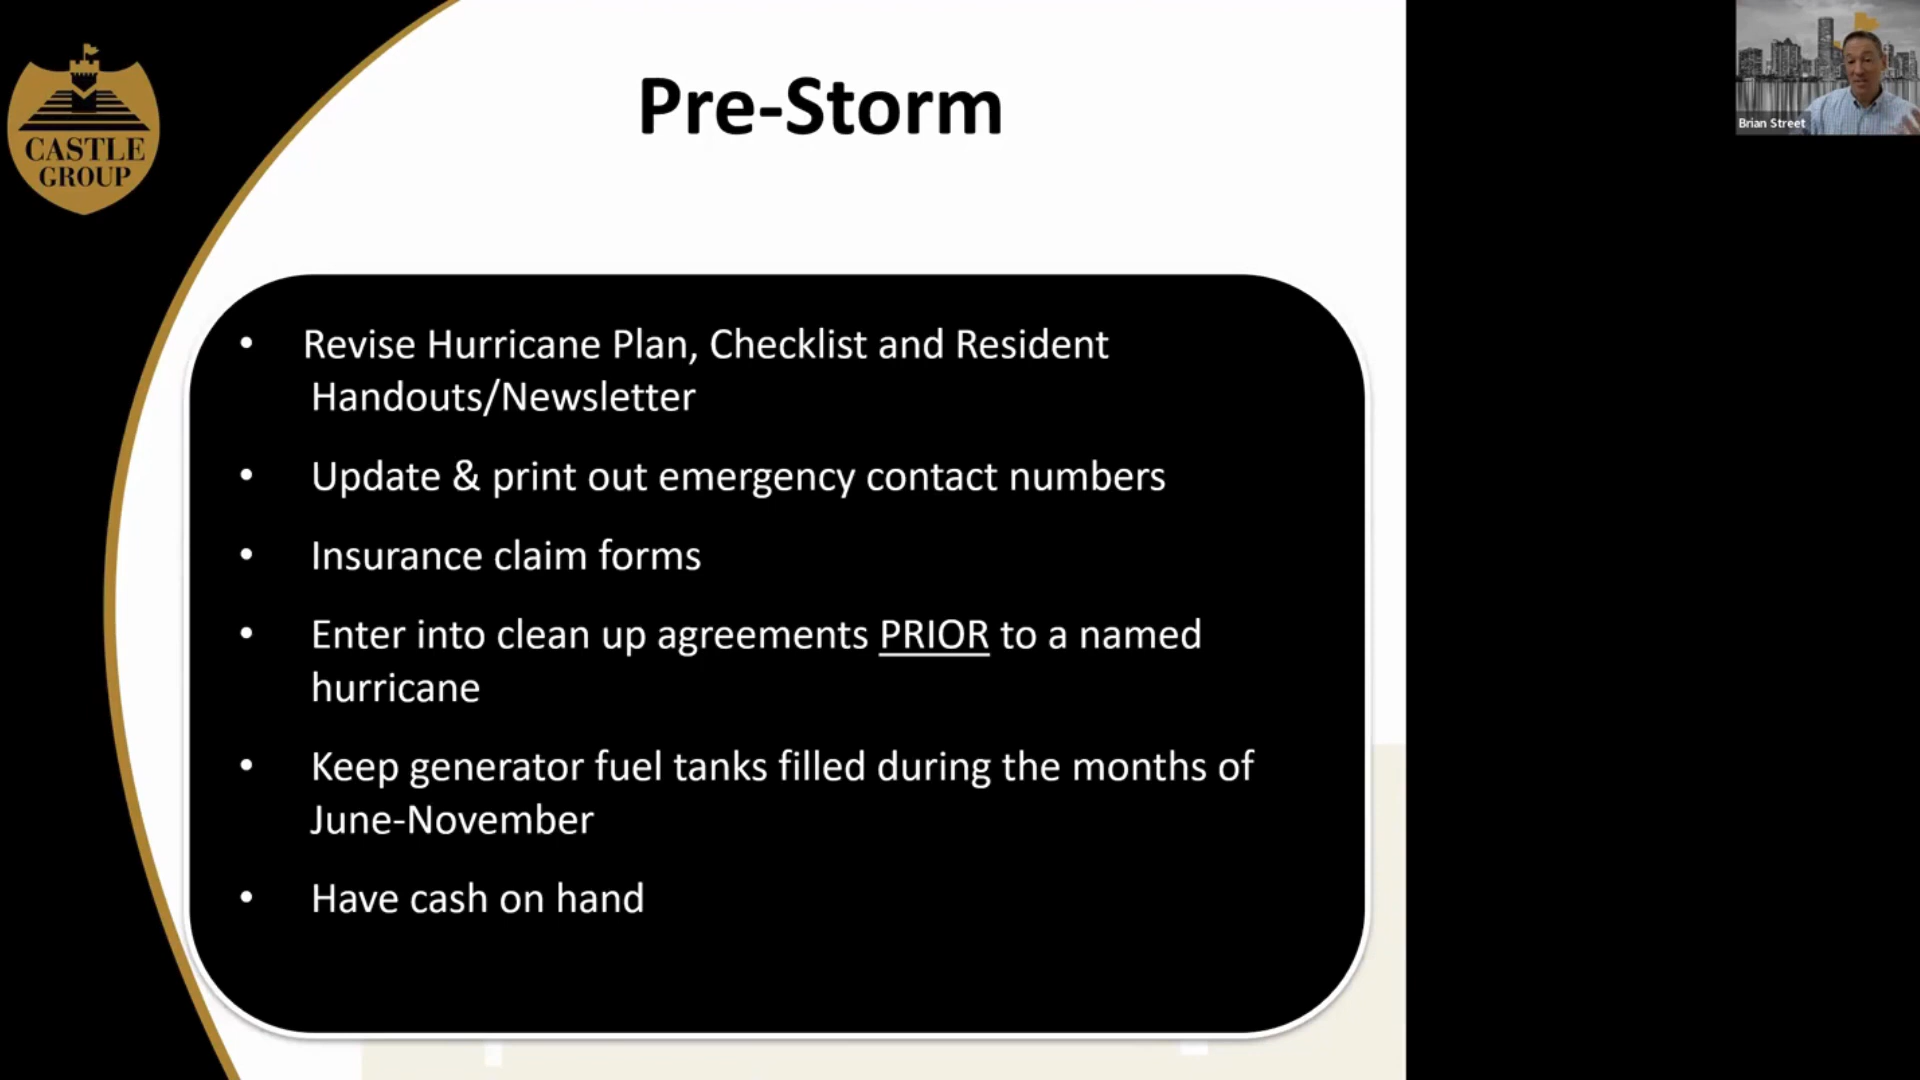 CASTLE
GROUP
Pre-Storm
Brian Street
• Revise Hurricane Plan, Checklist and Resident
Handouts/Newsletter
• Update & print out emergency contact numbers
• Insurance claim forms
• Enter into clean up agreements PRIOR to a named
hurricane
• Keep generator fuel tanks filled during the months of
June-November
• Have cash on hand